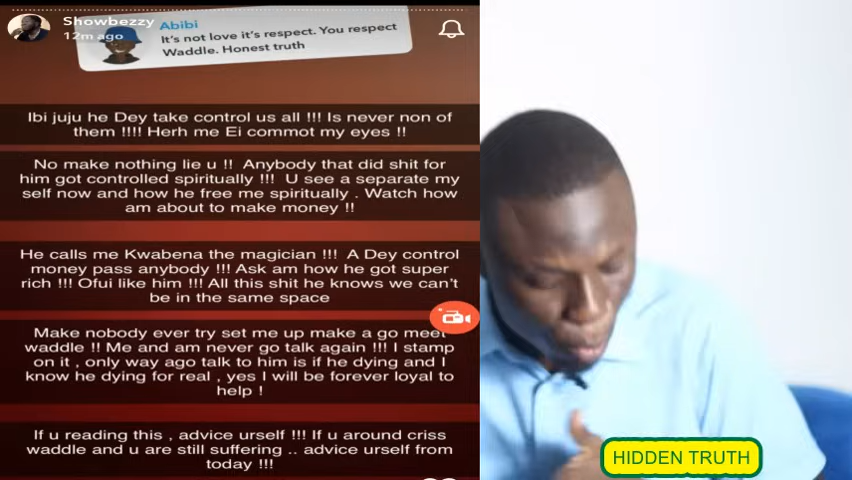 Showbezzy
12m ago
Abibi
It's not love it's respect. You respect
Waddle. Honest truth
Ibi juju he Dey take control us all !!! Is never non of
them !!!! Herh me Ei commot my eyes !!
No make nothing lie u !! Anybody that did shit for
him got controlled spiritually !!! U see a separate my
self now and how he free me spiritually . Watch how
am about to make money !!
He calls me Kwabena the magician !!! A Dey control
money pass anybody !!! Ask am how he got super
rich !!! Ofui like him !!! All this shit he knows we can't
be in the same space
Make nobody ever try set me up make a go meet
waddle !! Me and am never go talk again !!! I stamp
on it , only way ago talk to him is if he dying and I
know he dying for real , yes I will be forever loyal to
help !
If u reading this , advice urself !!! If u around criss
waddle and u are still suffering .. advice urself from
today !!!
HIDDEN TRUTH